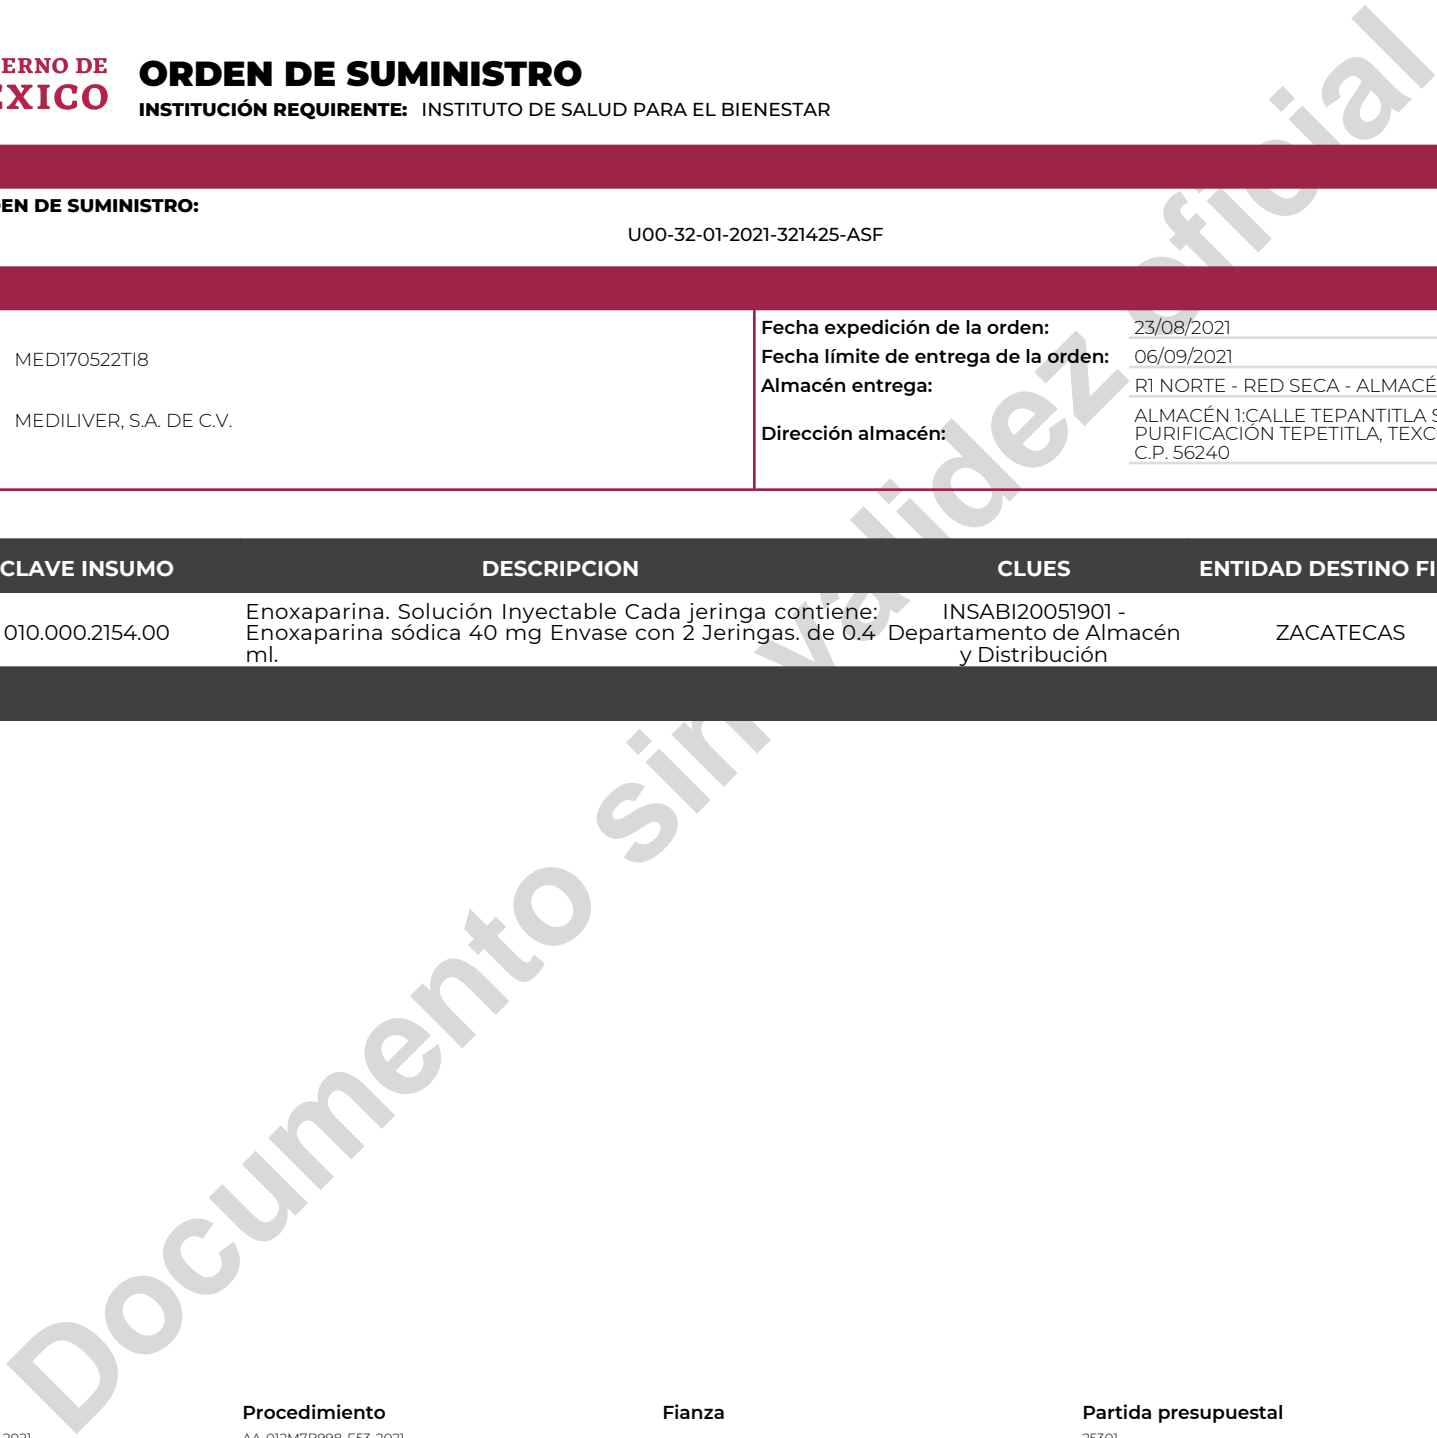 ERNO DE
EXICO
ORDEN DE SUMINISTRO
INSTITUCIÓN REQUIRENTE: INSTITUTO DE SALUD PARA EL BIENESTAR
EN DE SUMINISTRO:
U00-32-01-2021-321425-ASF
MED170522TI8
MEDILIVER, S.A. DE C.V.
Fecha expedición de la orden: 23/08/2021
Fecha límite de entrega de la orden: 06/09/2021
Almacén entrega: R1 NORTE - RED SECA - ALMACÉ
Dirección almacén: ALMACÉN 1:CALLE TEPANTITLA S
PURIFICACIÓN TEPETITLA, TEXC
C.P. 56240
CLAVE INSUMO DESCRIPCION CLUES ENTIDAD DESTINO FI
010.000.2154.00
Enoxaparina. Solución Inyectable Cada jeringa contiene:
Enoxaparina sódica 40 mg Envase con 2 Jeringas. de 0.4
ml.
INSABI20051901 -
Departamento de Almacén
y Distribución
ZACATECAS
Documento sin validez oficial
Procedimiento Fianza Partida presupuestal